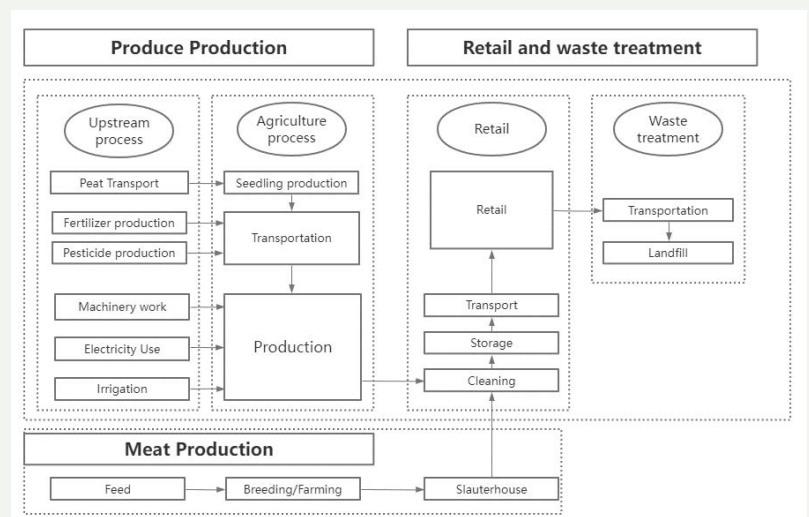 Produce Production
Retail and waste treatment
Upstream
process
Agriculture
process
Retail
Waste
treatment
Peat Transport
Seedling production
Fertilizer production
Pesticide production
Transportation
Machinery work
Electricity Use
Irrigation
Production
Retail
Transport
Storage
Cleaning
Transportation
Landfill
Meat Production
Feed
Breeding/Farming
Slauterhouse